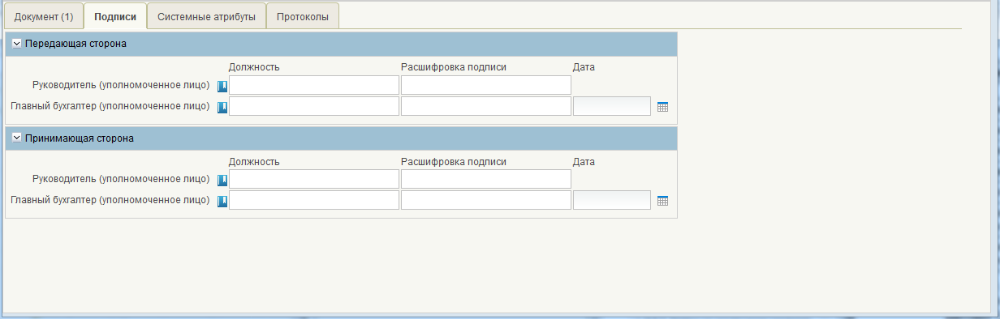 Документ (1) Подписи Системные атрибуты Протоколы
Передающая сторона
Должность Расшифровка подписи Дата
Руководитель (уполномоченное лицо)
Главный бухгалтер (уполномоченное лицо)
Принимающая сторона
Должность Расшифровка подписи Дата
Руководитель (уполномоченное лицо)
Главный бухгалтер (уполномоченное лицо)